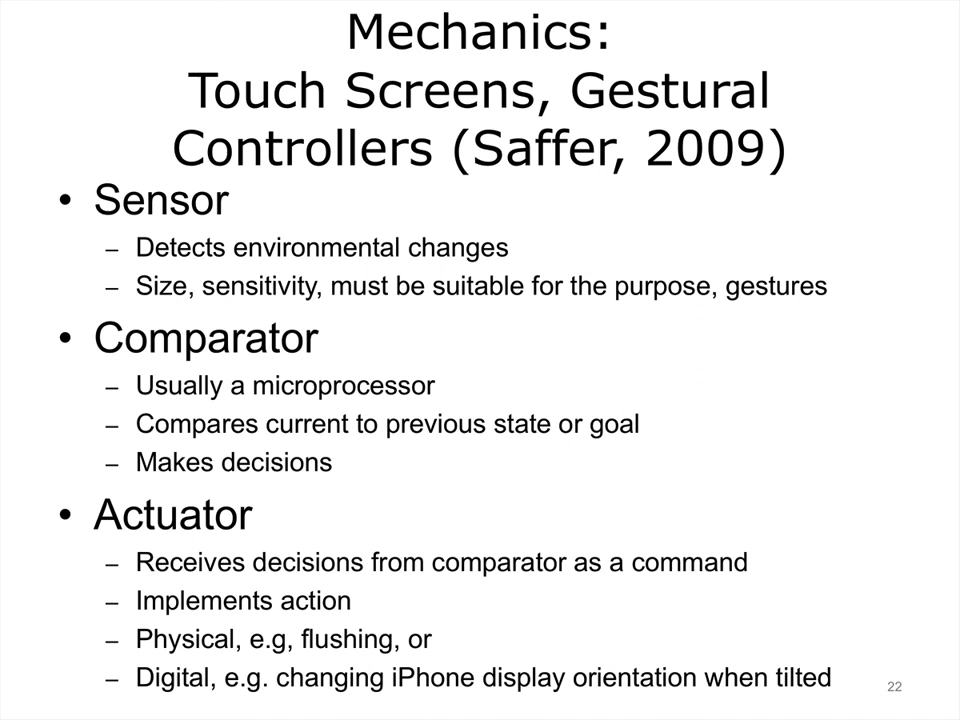 Mechanics:
Touch Screens, Gestural
Controllers (Saffer, 2009)
• Sensor
– Detects environmental changes
– Size, sensitivity, must be suitable for the purpose, gestures
• Comparator
– Usually a microprocessor
– Compares current to previous state or goal
– Makes decisions
• Actuator
– Receives decisions from comparator as a command
– Implements action
– Physical, e.g, flushing, or
– Digital, e.g. changing iPhone display orientation when tilted
22